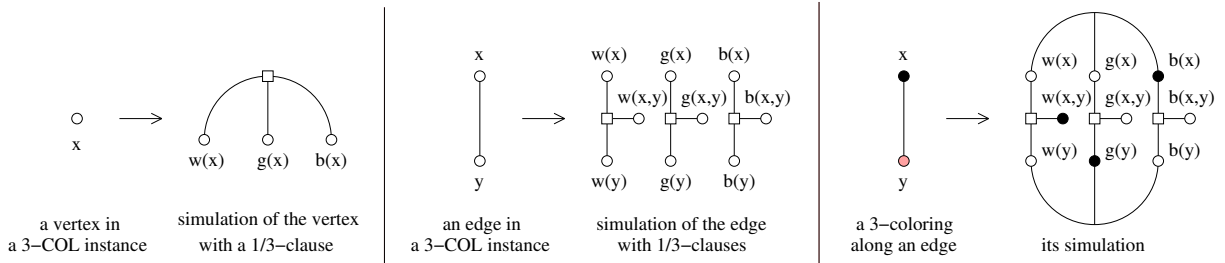 x
w(x) g(x) b(x)
a vertex in
a 3−COL instance
simulation of the vertex
with a 1/3−clause
x
y
w(x) g(x) b(x)
w(x,y) g(x,y) b(x,y)
w(y) g(y) b(y)
an edge in
a 3−COL instance
simulation of the edge
with 1/3−clauses
x
y
w(x) g(x) b(x)
w(x,y) g(x,y) b(x,y)
w(y) g(y) b(y)
a 3−coloring
along an edge
its simulation